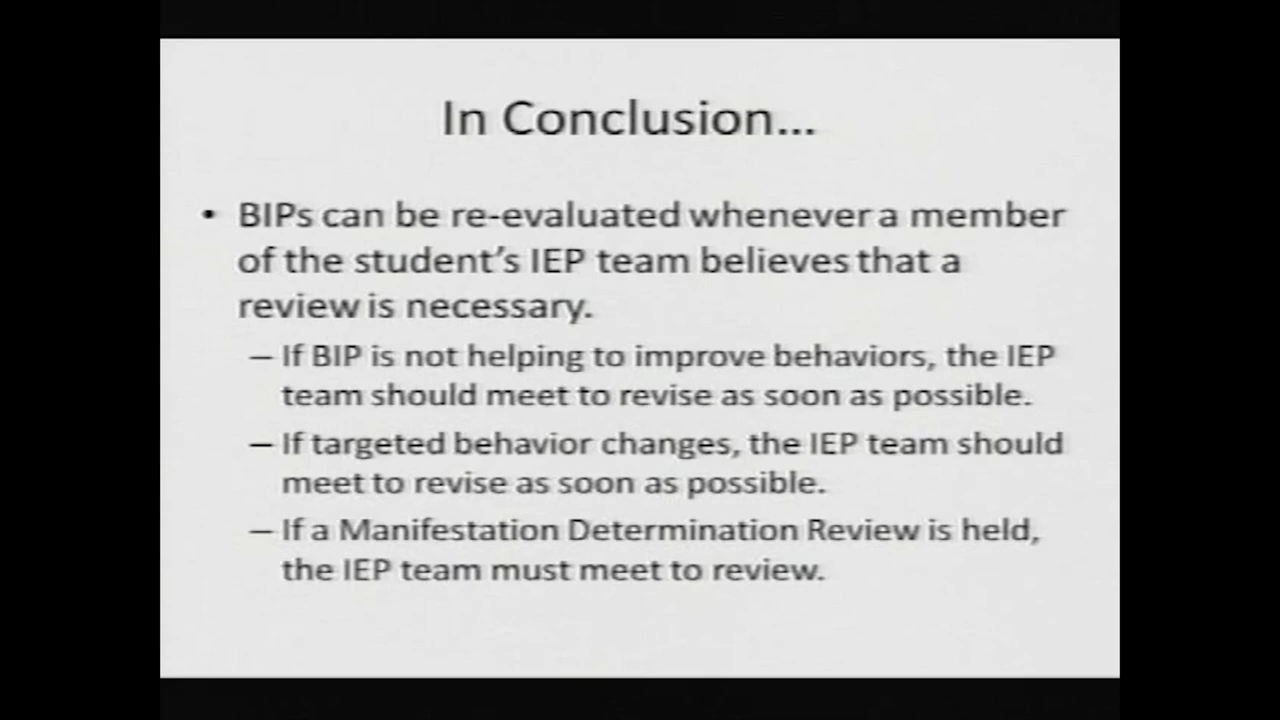 In Conclusion...
• BIPs can be re-evaluated whenever a member
of the student's IEP team believes that a
review is necessary.
– If BIP is not helping to improve behaviors, the IEP
team should meet to revise as soon as possible.
– If targeted behavior changes, the IEP team should
meet to revise as soon as possible.
– If a Manifestation Determination Review is held,
the IEP team must meet to review.